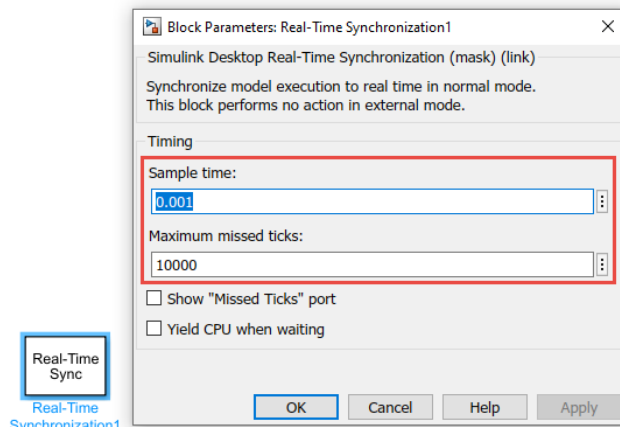 Block Parameters: Real-Time Synchronization1
Simulink Desktop Real-Time Synchronization (mask) (link)
Synchronize model execution to real time in normal mode.
This block performs no action in external mode.
Timing
Sample time:
0.001
Maximum missed ticks:
10000
Show "Missed Ticks" port
Yield CPU when waiting
OK Cancel Help Apply
Real-Time
Sync
Real-Time
Synchronization1